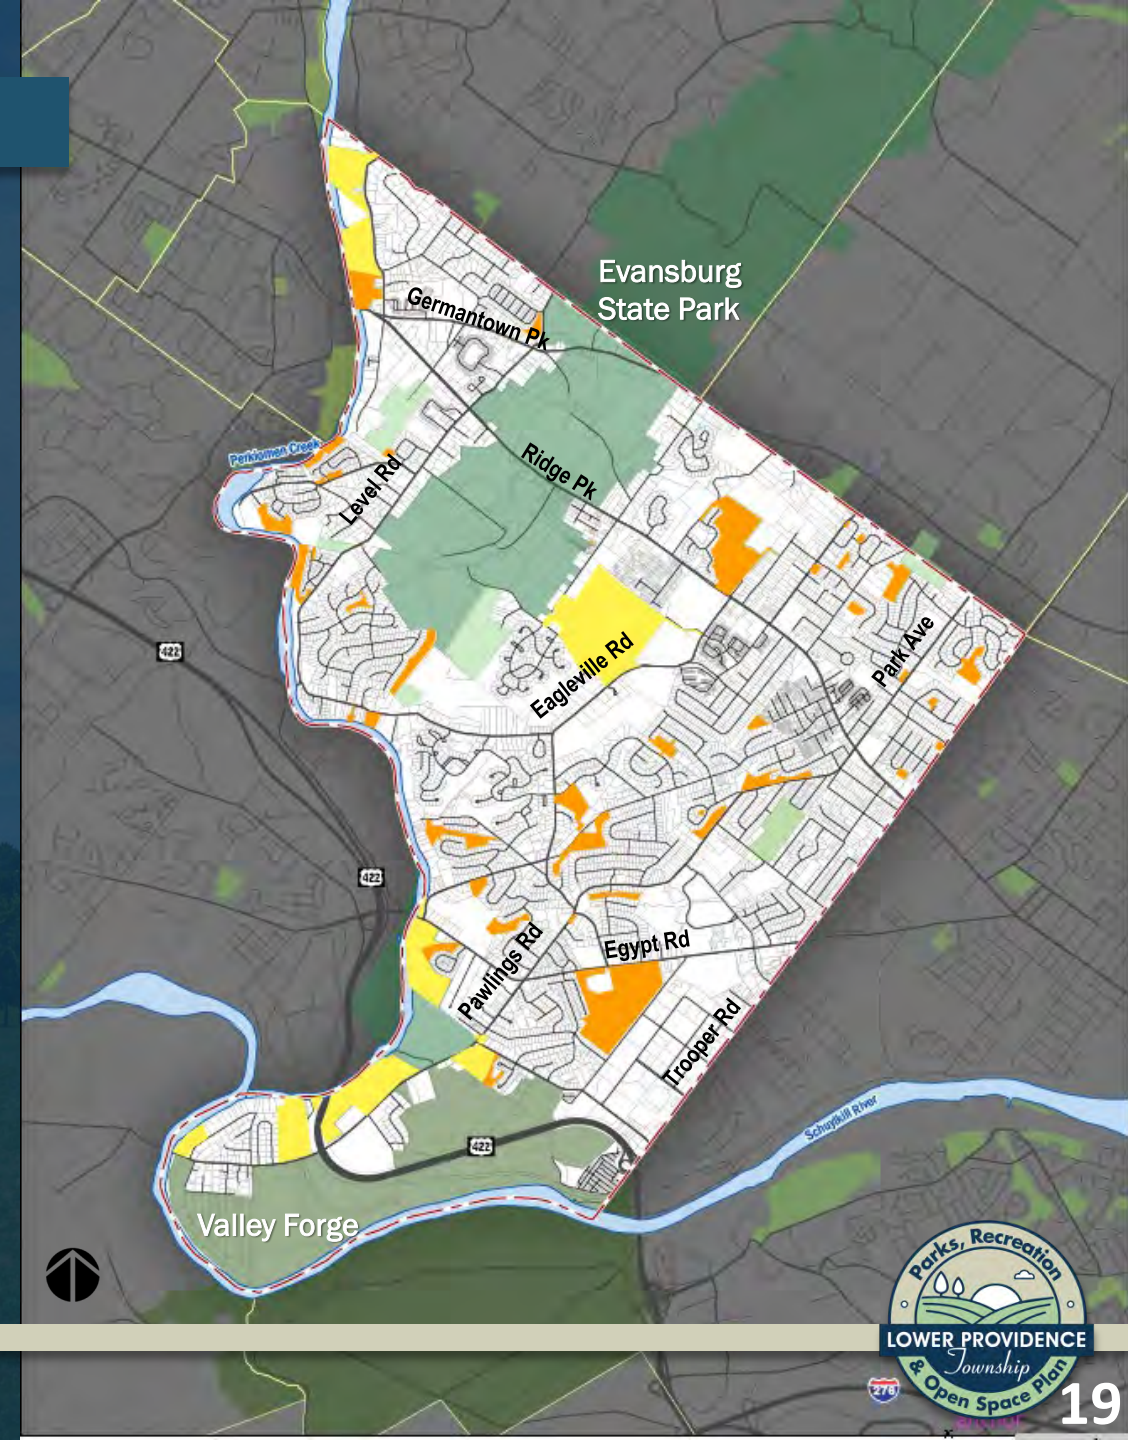 Evansburg
State Park
Germantown Pk
Perkiomen Creek
Level Rd
Ridge Pk
422
Eagleville Rd
Park Ave
422
Pawlings Rd
Egypt Rd
Trooper Rd
Schuylkill River
422
Valley Forge
Parks, Recreation
LOWER PROVIDENCE
Township
& Open Space Plan
276
19